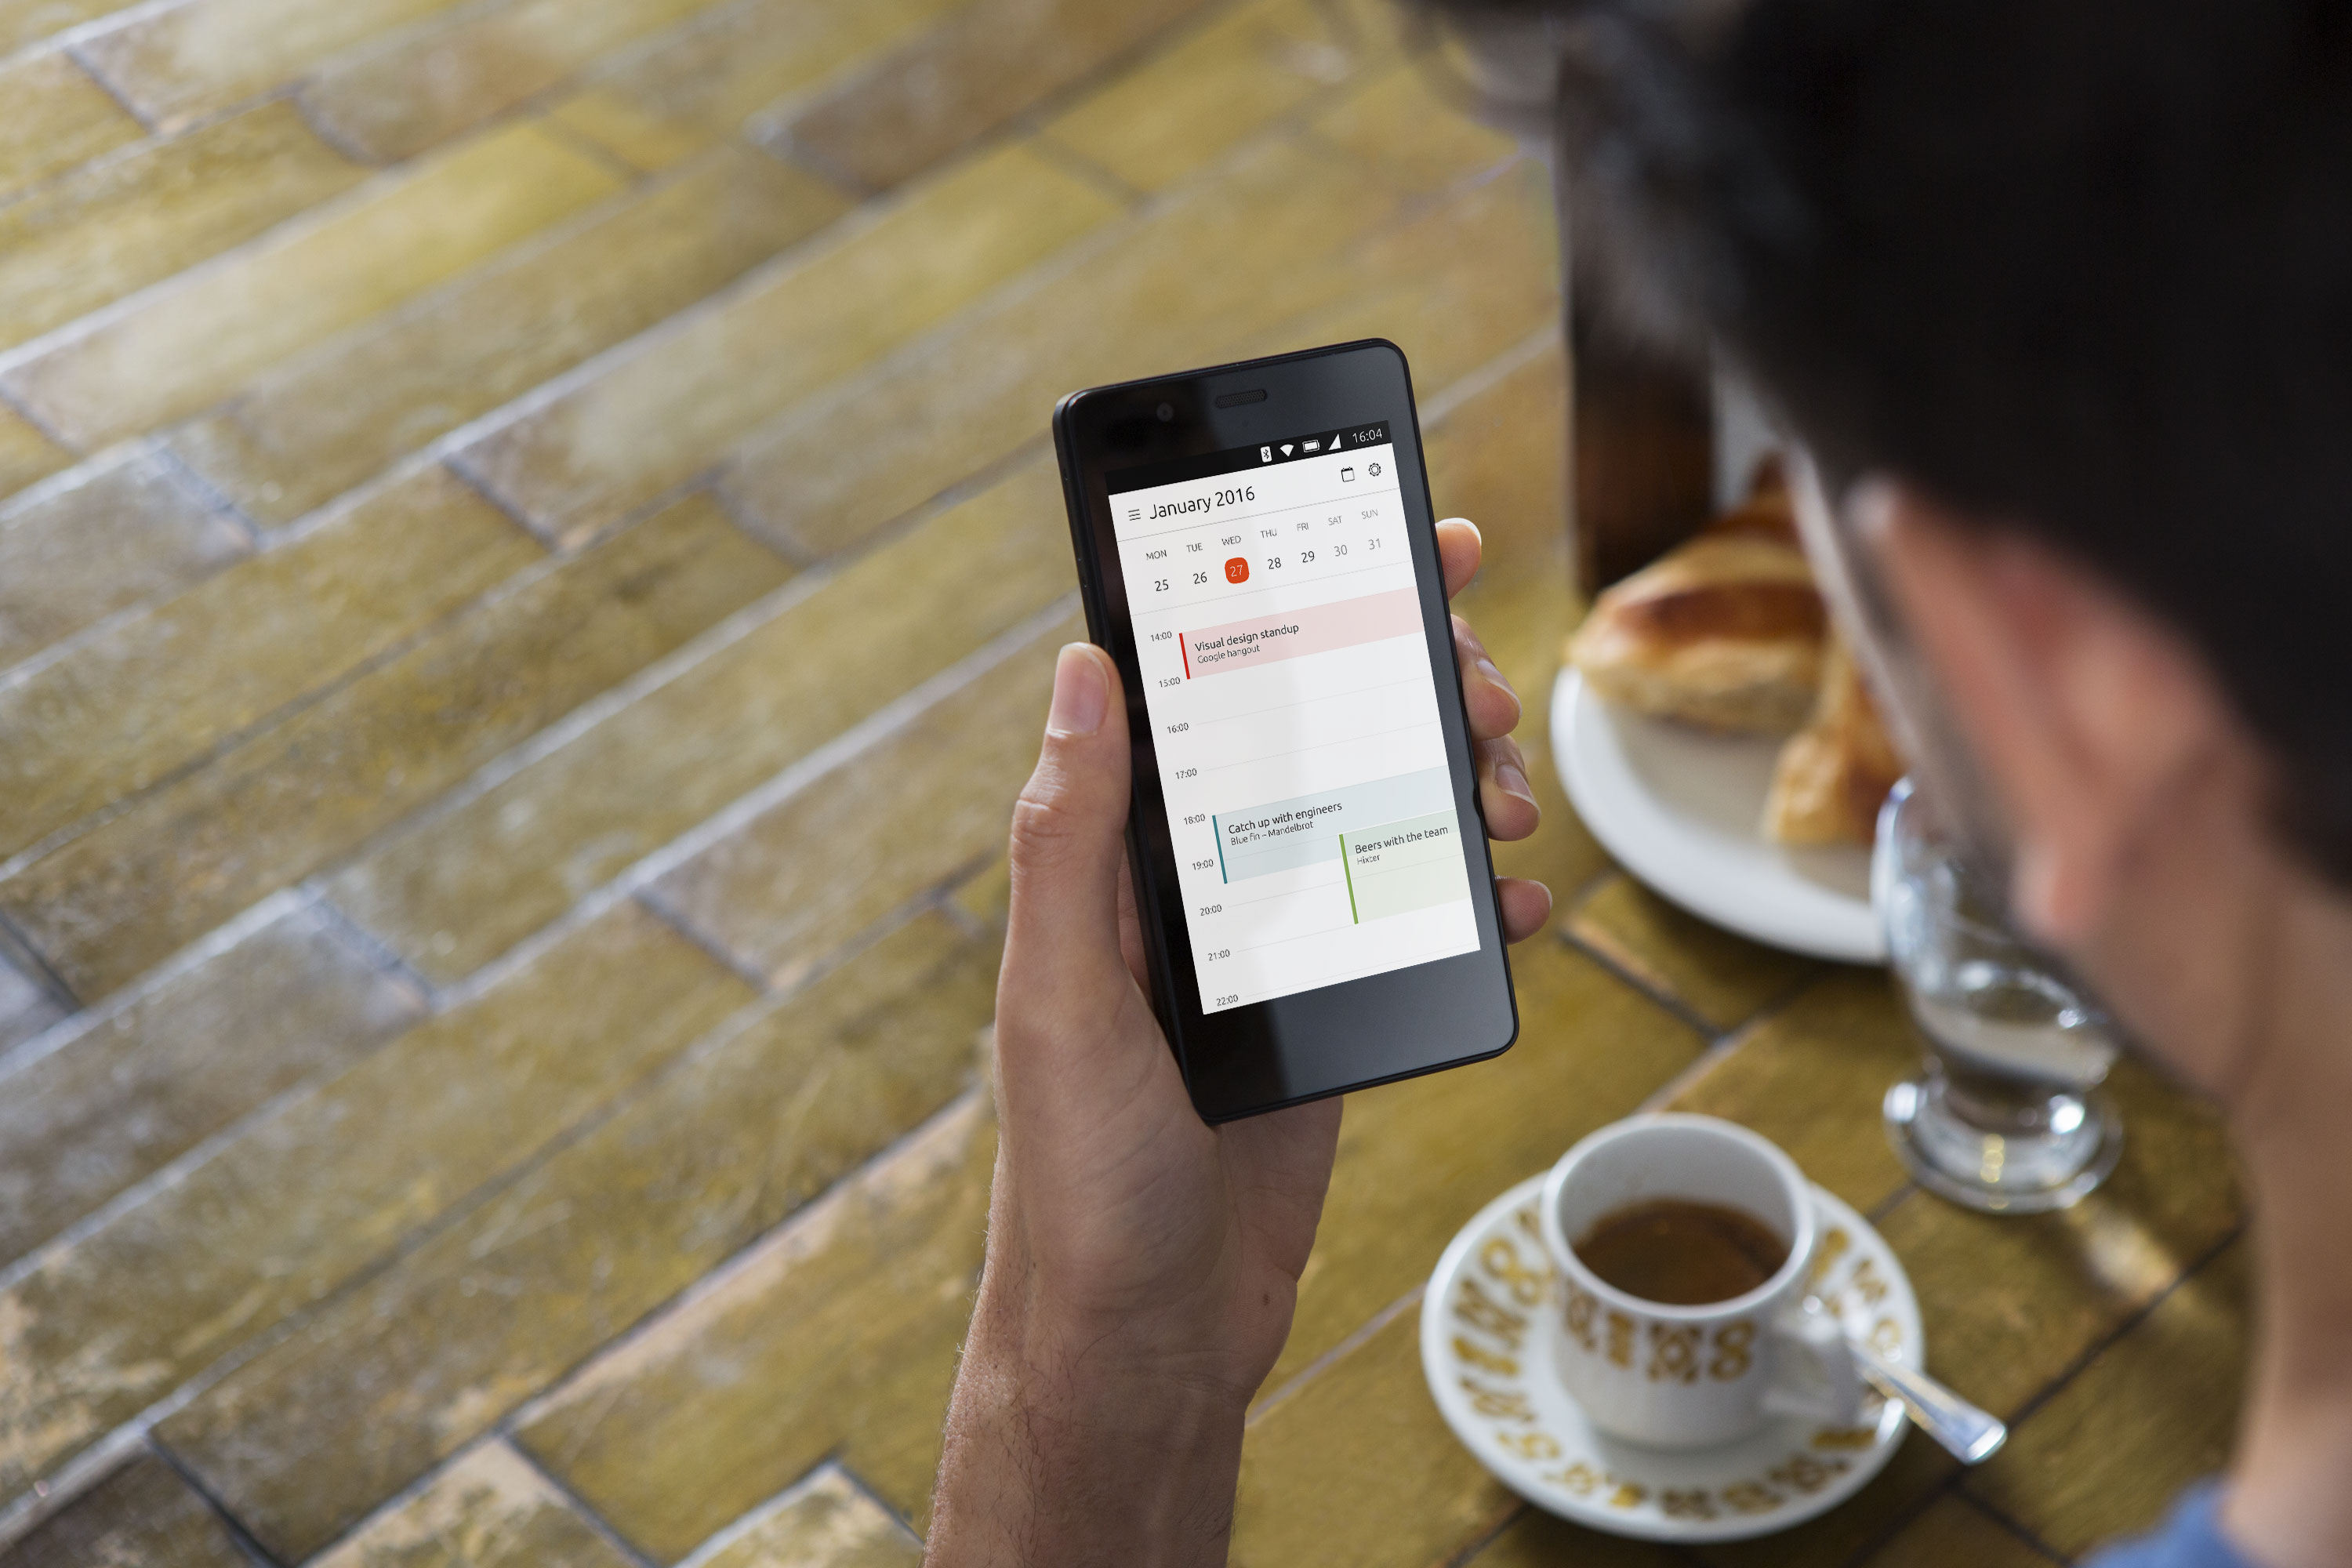 16:04
January 2016
MON TUE WED THU FRI SAT SUN
25 26 27 28 29 30 31
14:00
Visual design standup
Google hangout
15:00
16:00
17:00
18:00
Catch up with engineers
Blue fin – Mandelbrot
Beers with the team
Hixter
19:00
20:00
21:00
22:00